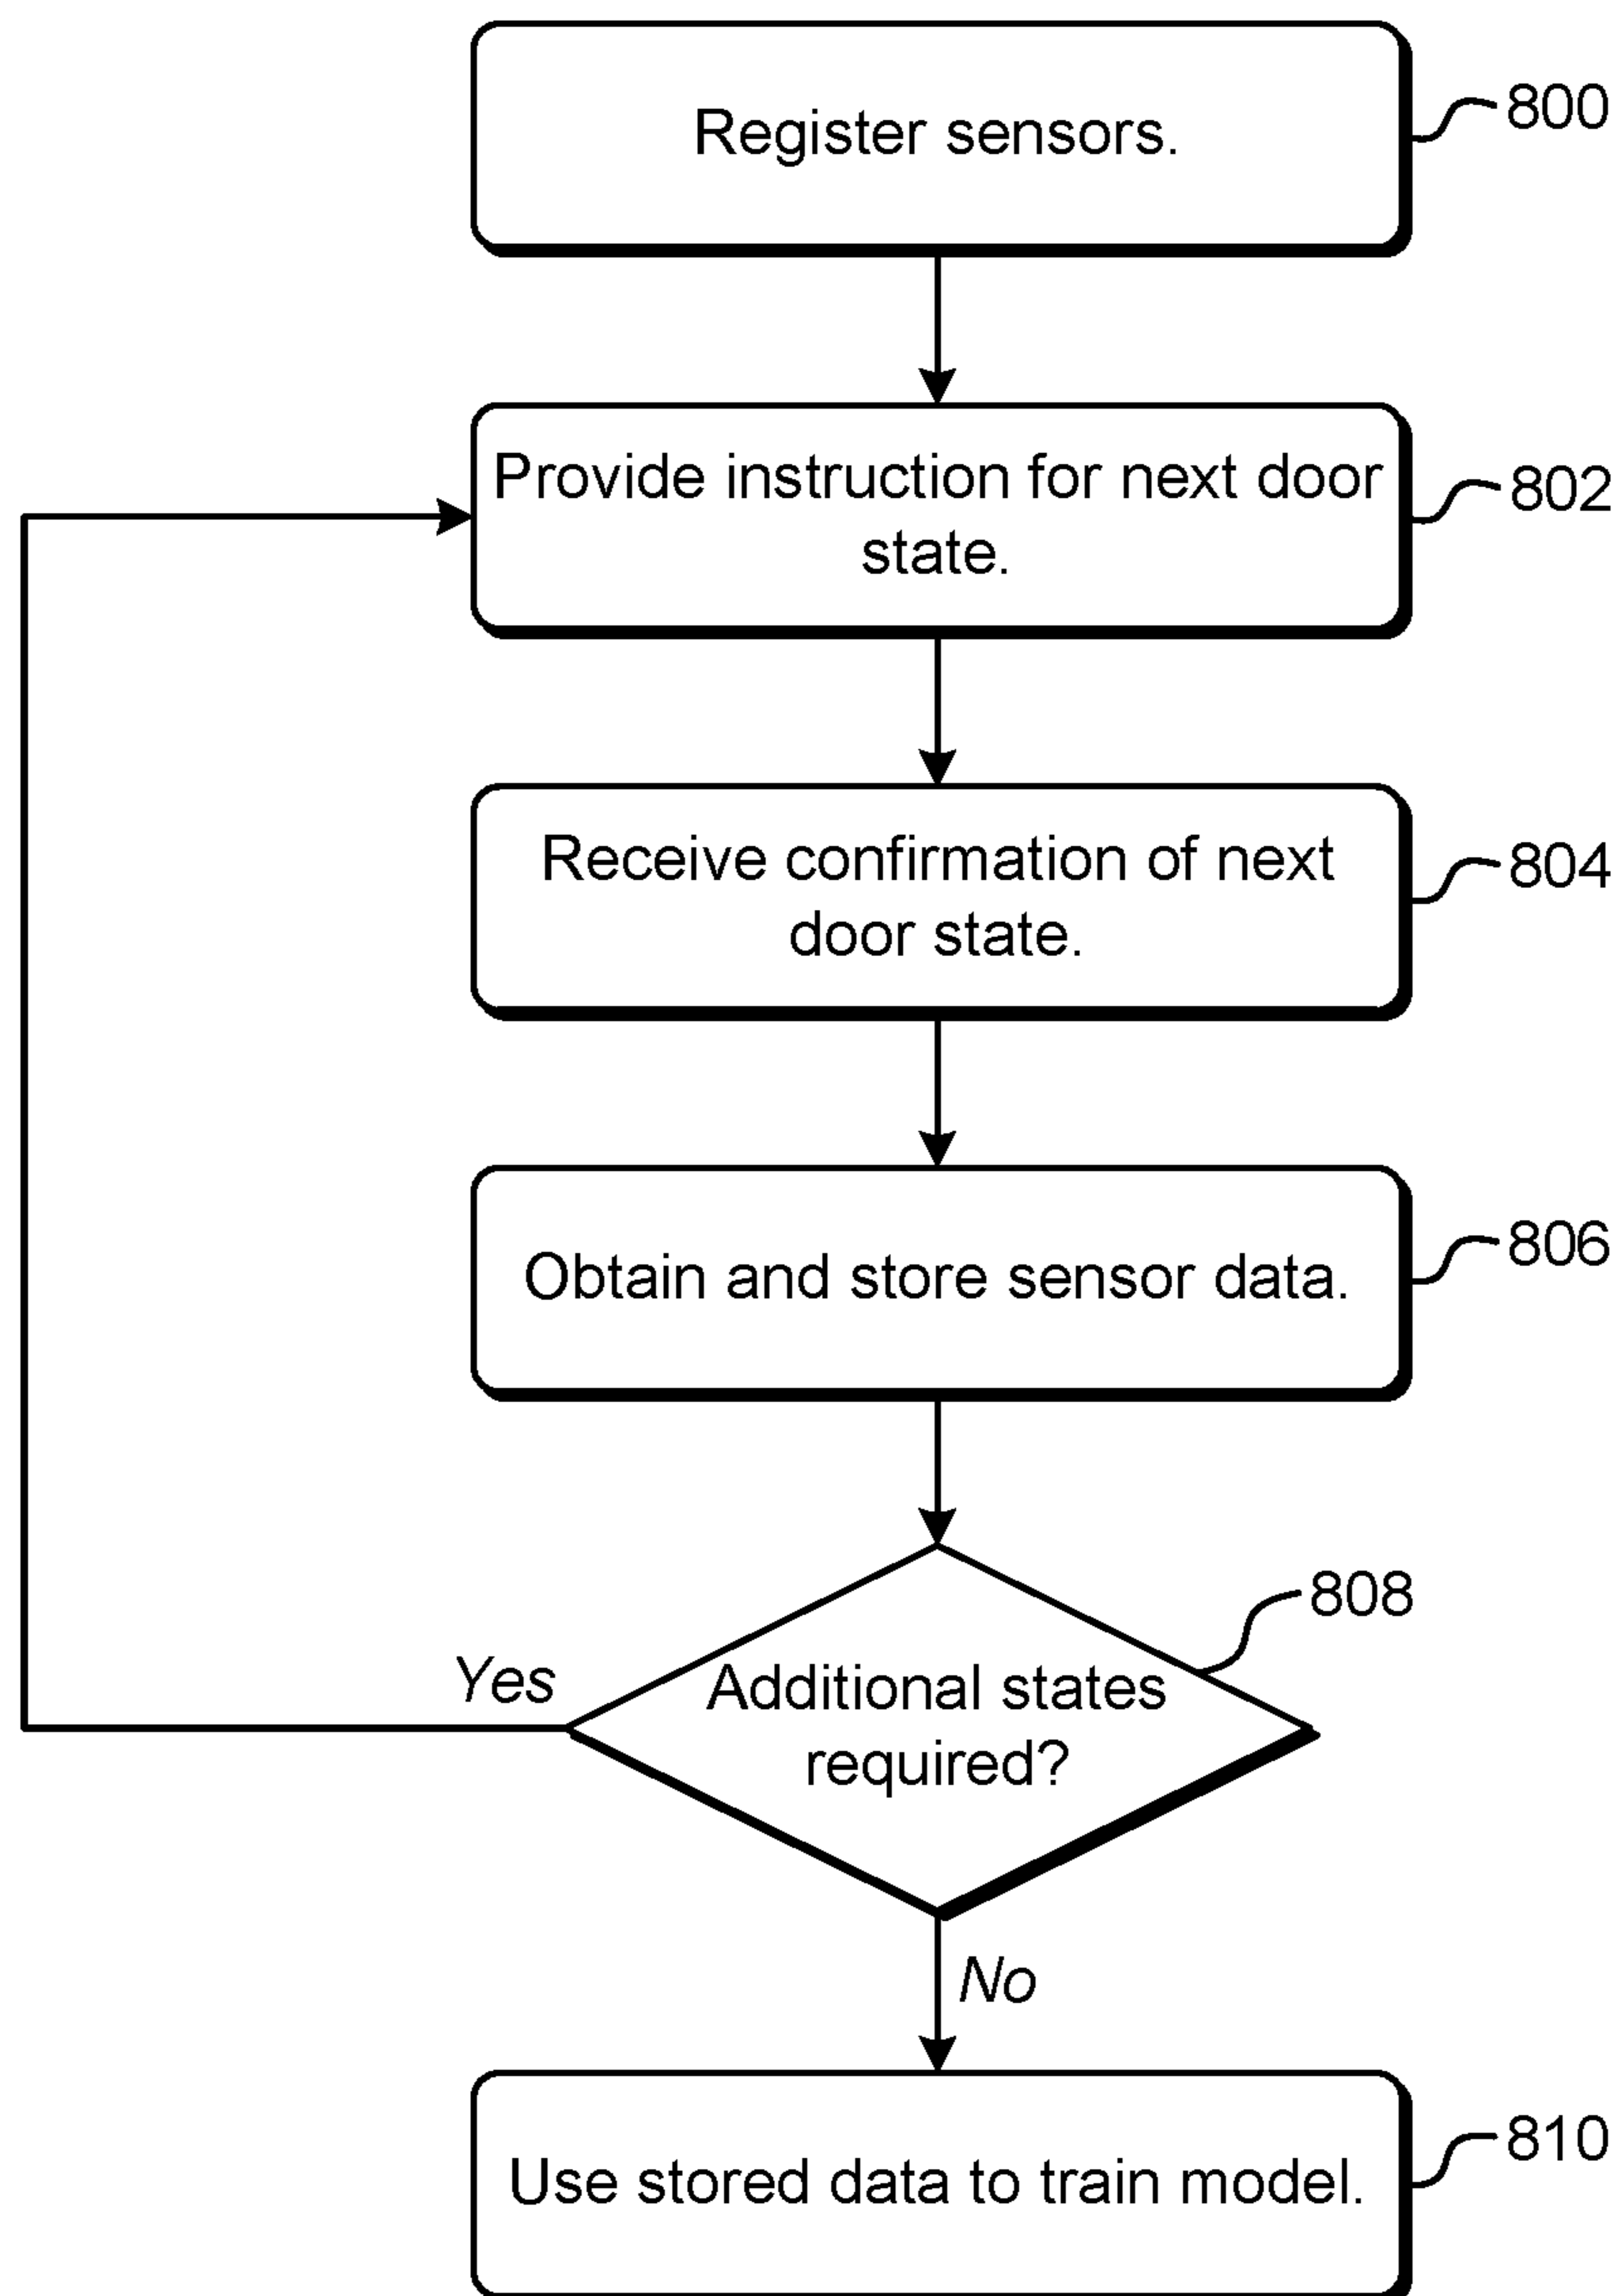 Register sensors.
800
Provide instruction for next door
state.
802
Receive confirmation of next
door state.
804
Obtain and store sensor data.
806
808
Yes
Additional states
required?
No
Use stored data to train model.
810